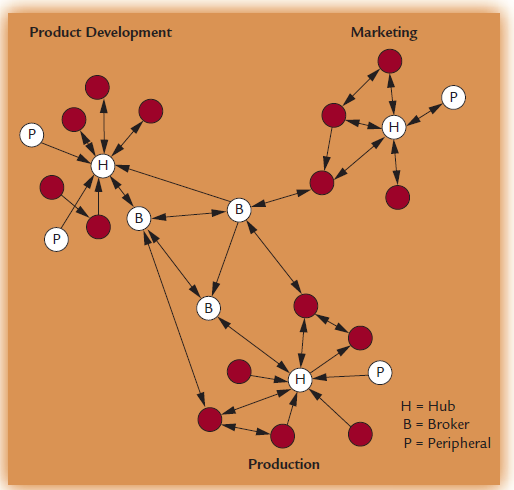 Product Development
Marketing
P
P
H
H
P
B
B
P
B
H
P
H = Hub
B = Broker
P = Peripheral
Production